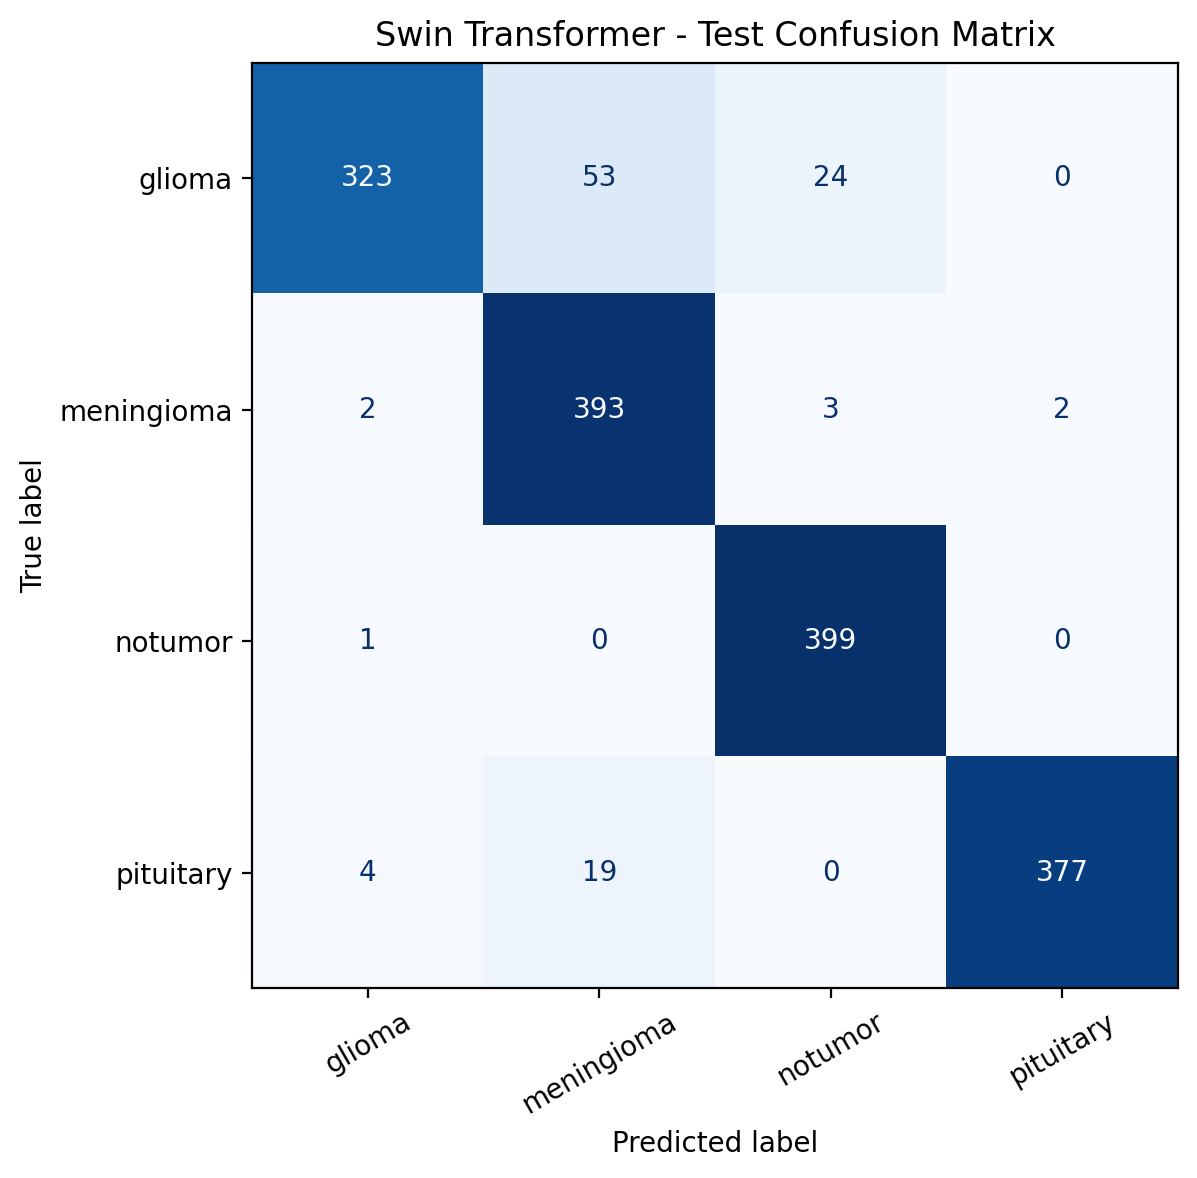 Swin Transformer - Test Confusion Matrix
True label
glioma 323 53 24 0
meningioma 2 393 3 2
notumor 1 0 399 0
pituitary 4 19 0 377
glioma meningioma notumor pituitary
Predicted label